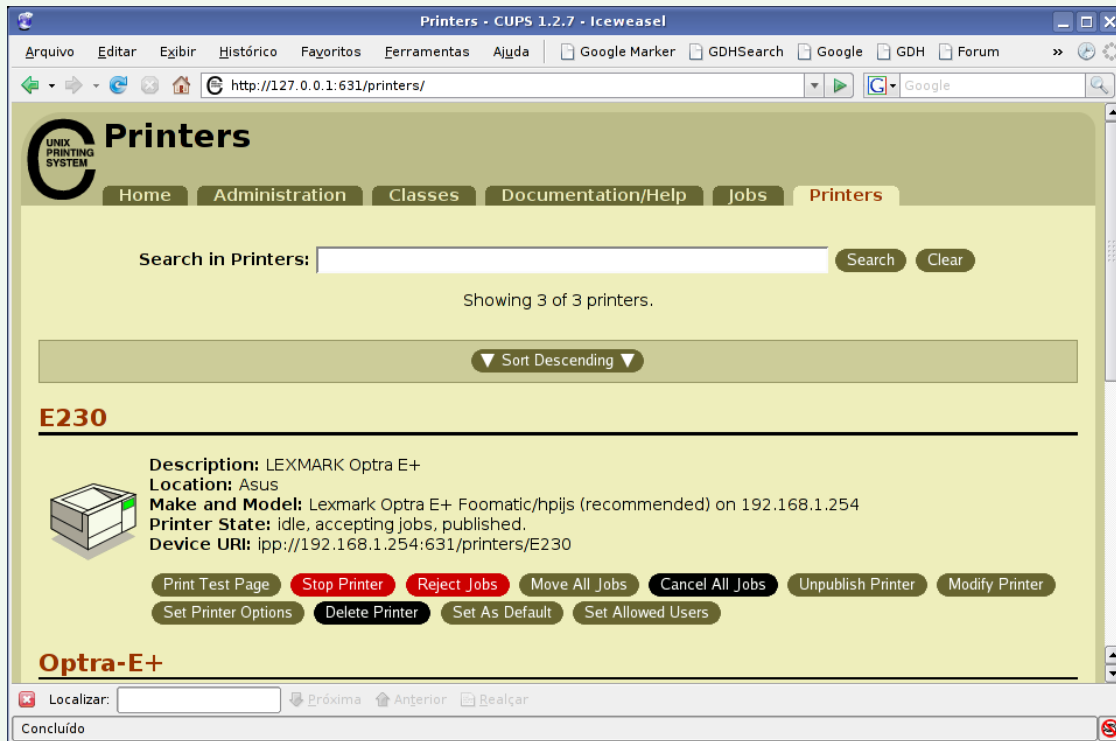 Printers - CUPS 1.2.7 - Iceweasel
Arquivo Editar Exibir Histórico Favoritos Ferramentas Ajuda Google Marker GDHSearch Google GDH Forum »
http://127.0.0.1:631/printers/ G Google
UNIX
PRINTING
SYSTEM
Printers
Home Administration Classes Documentation/Help Jobs Printers
Search in Printers: Search Clear
Showing 3 of 3 printers.
▼ Sort Descending ▼
E230
Description: LEXMARK Optra E+
Location: Asus
Make and Model: Lexmark Optra E+ Foomatic/hpijs (recommended) on 192.168.1.254
Printer State: idle, accepting jobs, published.
Device URI: ipp://192.168.1.254:631/printers/E230
Print Test Page Stop Printer Reject Jobs Move All Jobs Cancel All Jobs Unpublish Printer Modify Printer
Set Printer Options Delete Printer Set As Default Set Allowed Users
Optra-E+
Localizar: Próxima Anterior Realçar
Concluído